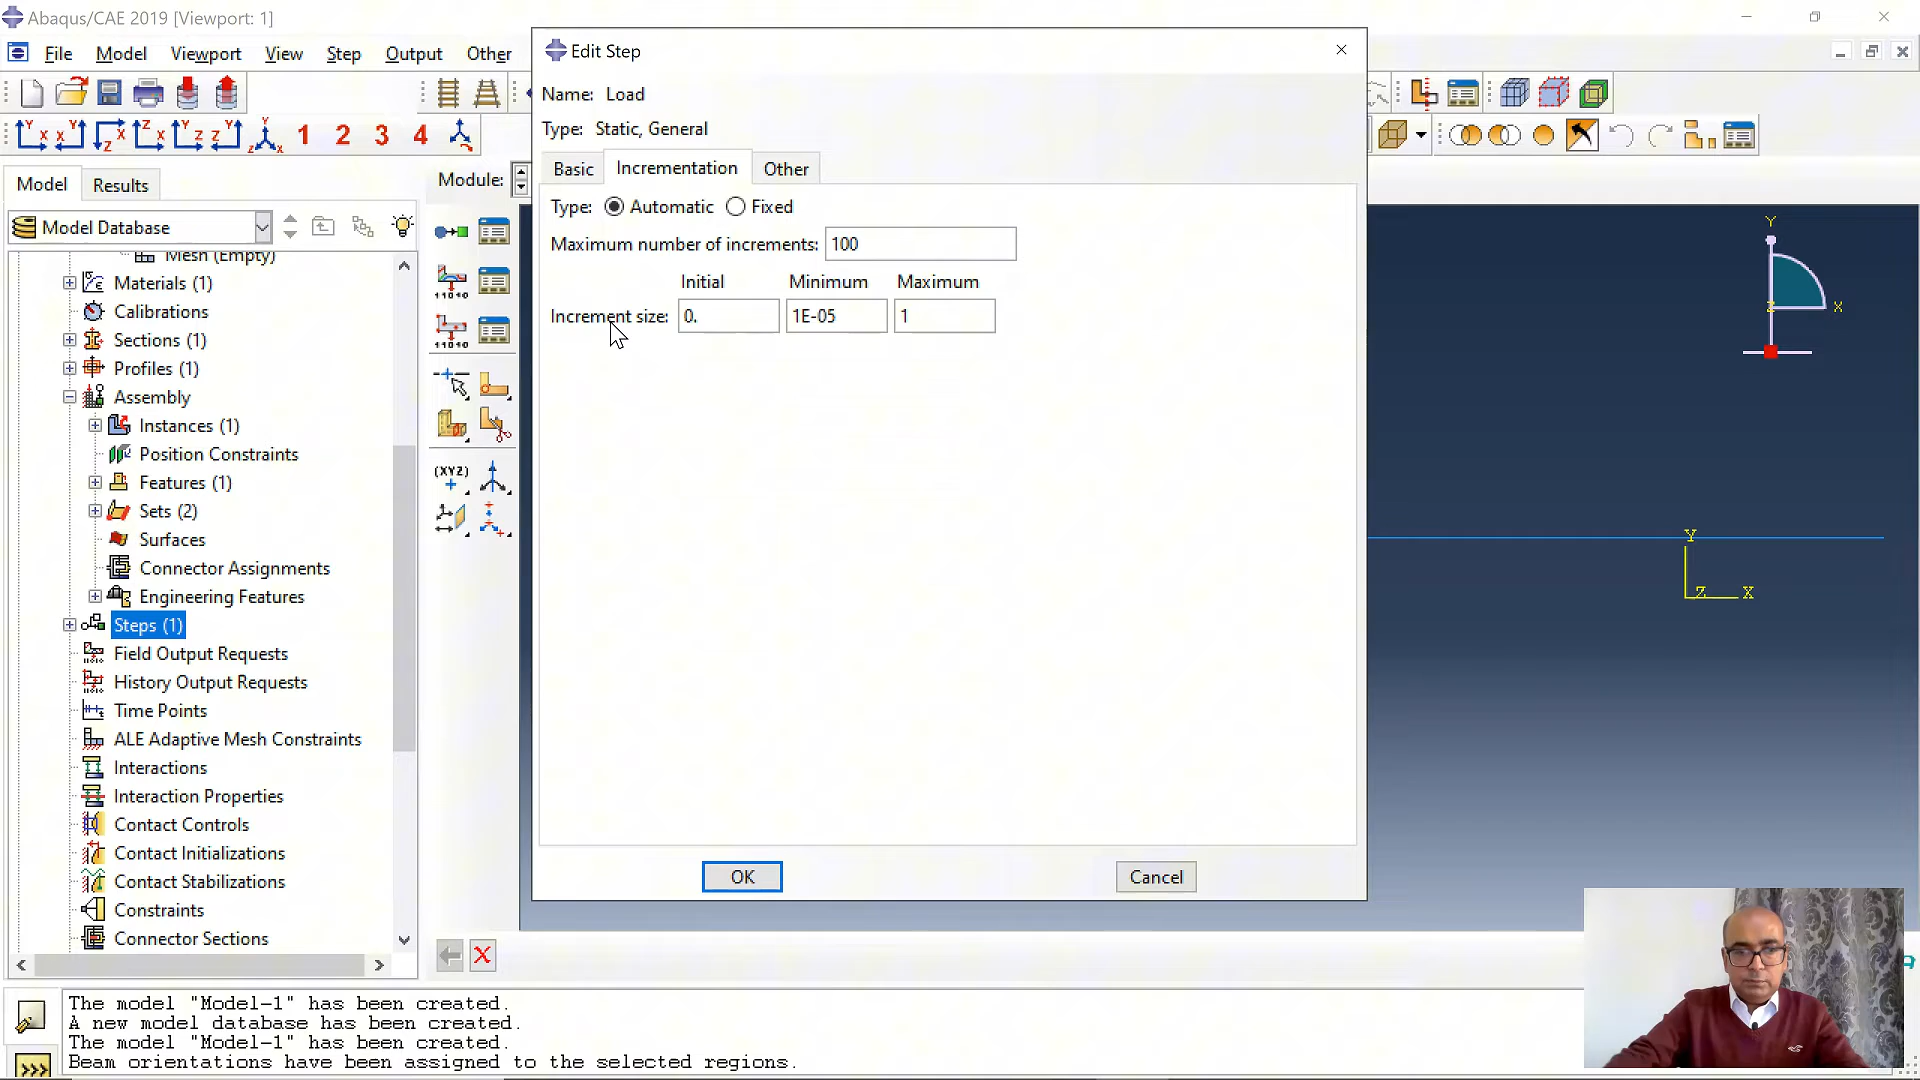 Abaqus/CAE 2019 [Viewport: 1]
File Model Viewport View Step Output Other
1 2 3 4
Model Results
Module:
Model Database
Mesh (Empty)
Materials (1)
Calibrations
Sections (1)
Profiles (1)
Assembly
Instances (1)
Position Constraints
Features (1)
Sets (2)
Surfaces
Connector Assignments
Engineering Features
Steps (1)
Field Output Requests
History Output Requests
Time Points
ALE Adaptive Mesh Constraints
Interactions
Interaction Properties
Contact Controls
Contact Initializations
Contact Stabilizations
Constraints
Connector Sections
(XYZ)
Edit Step
Name: Load
Type: Static, General
Basic Incrementation Other
Type: Automatic Fixed
Maximum number of increments: 100
Initial Minimum Maximum
Increment size: 0. 1E-05 1
OK Cancel
Y
Z X
Y
Z X
The model "Model-1" has been created.
A new model database has been created.
The model "Model-1" has been created.
Beam orientations have been assigned to the selected regions.
>>>